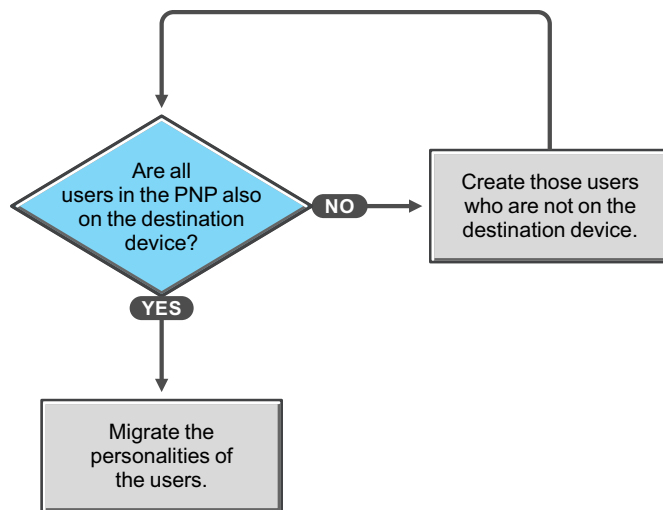 Are all
users in the PNP also
on the destination
device?
NO
Create those users
who are not on the
destination device.
YES
Migrate the
personalities of
the users.